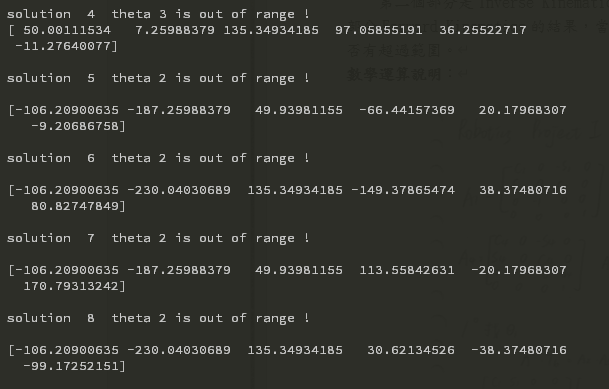 solution  4  theta 3 is out of range !
[ 50.00111534   7.25988379 135.34934185  97.05855191  36.25522717
 -11.27640077]
solution  5  theta 2 is out of range !
[-106.20900635 -187.25988379   49.93981155  -66.44157369   20.17968307
   -9.20686758]
solution  6  theta 2 is out of range !
[-106.20900635 -230.04030689  135.34934185 -149.37865474   38.37480716
   80.82747849]
solution  7  theta 2 is out of range !
[-106.20900635 -187.25988379   49.93981155  113.55842631  -20.17968307
  170.79313242]
solution  8  theta 2 is out of range !
[-106.20900635 -230.04030689  135.34934185   30.62134526  -38.37480716
  -99.17252151]